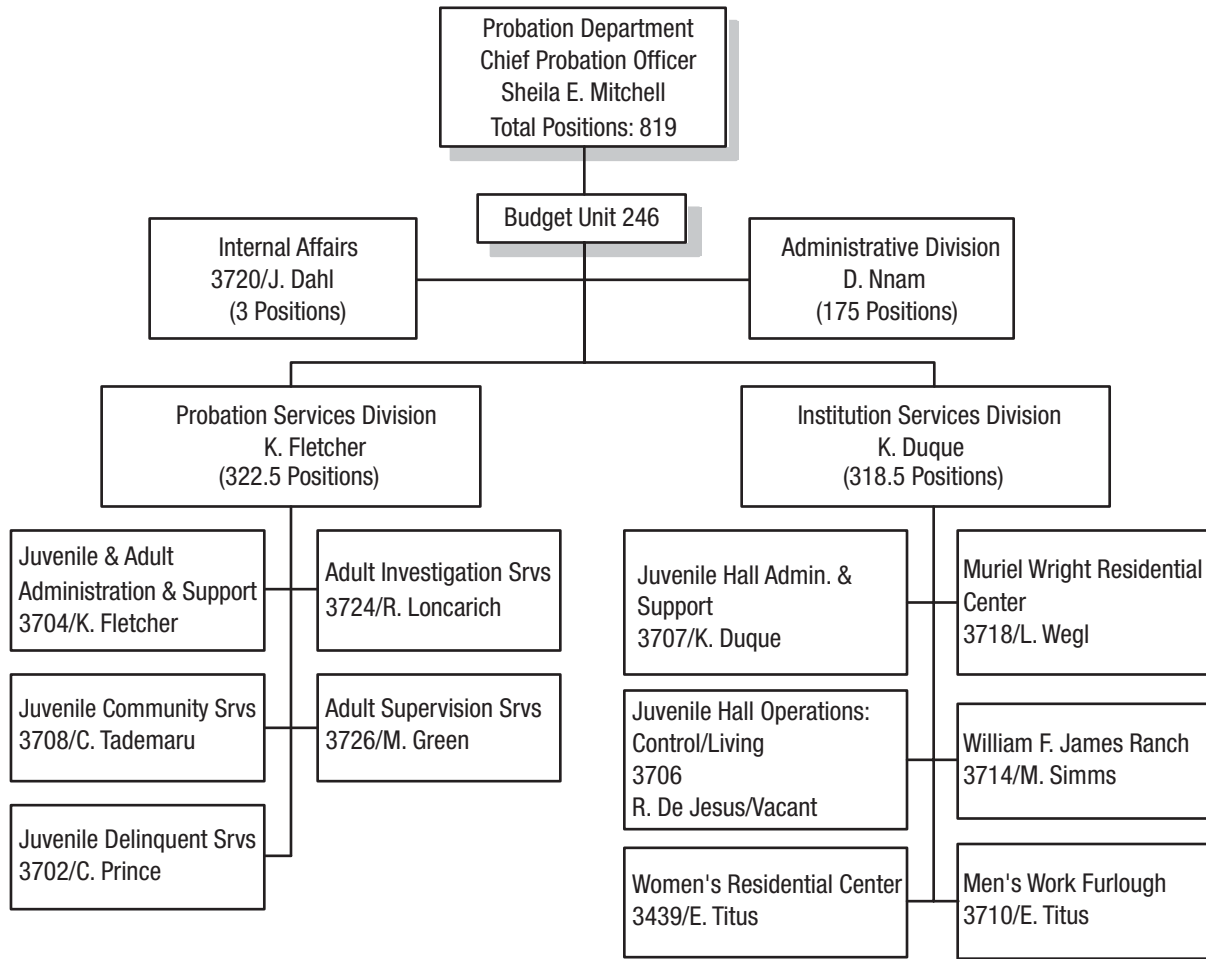 Probation Department
Chief Probation Officer
Sheila E. Mitchell
Total Positions: 819
Budget Unit 246
Internal Affairs
3720/J. Dahl
(3 Positions)
Administrative Division
D. Nnam
(175 Positions)
Probation Services Division
K. Fletcher
(322.5 Positions)
Institution Services Division
K. Duque
(318.5 Positions)
Juvenile & Adult
Administration & Support
3704/K. Fletcher
Adult Investigation Srvs
3724/R. Loncarich
Juvenile Community Srvs
3708/C. Tademaru
Adult Supervision Srvs
3726/M. Green
Juvenile Delinquent Srvs
3702/C. Prince
Juvenile Hall Admin. &
Support
3707/K. Duque
Muriel Wright Residential
Center
3718/L. Wegl
Juvenile Hall Operations:
Control/Living
3706
R. De Jesus/Vacant
William F. James Ranch
3714/M. Simms
Women's Residential Center
3439/E. Titus
Men's Work Furlough
3710/E. Titus